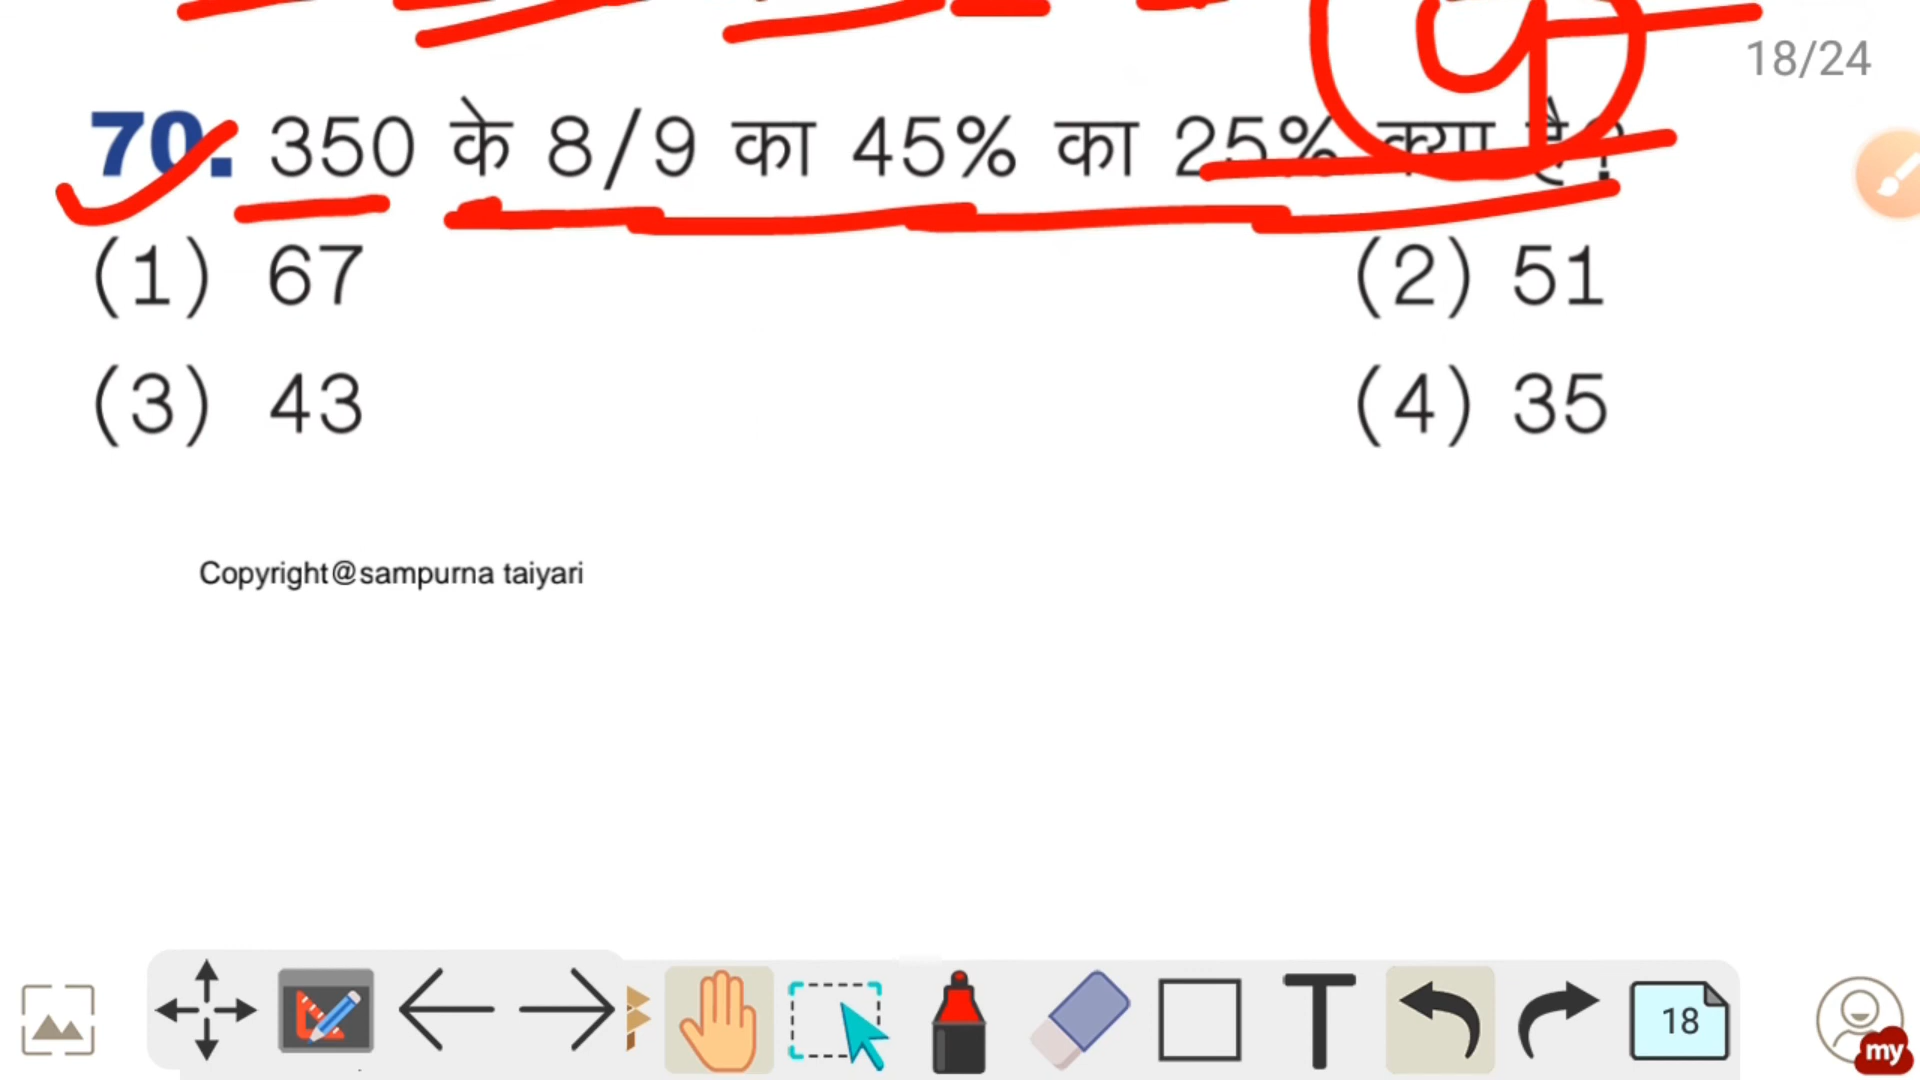 18/24
70. 350 के 8/9 का 45% का 25% क्या है?
(1) 67 (2) 51
(3) 43 (4) 35
Copyright@sampurna taiyari
18
my